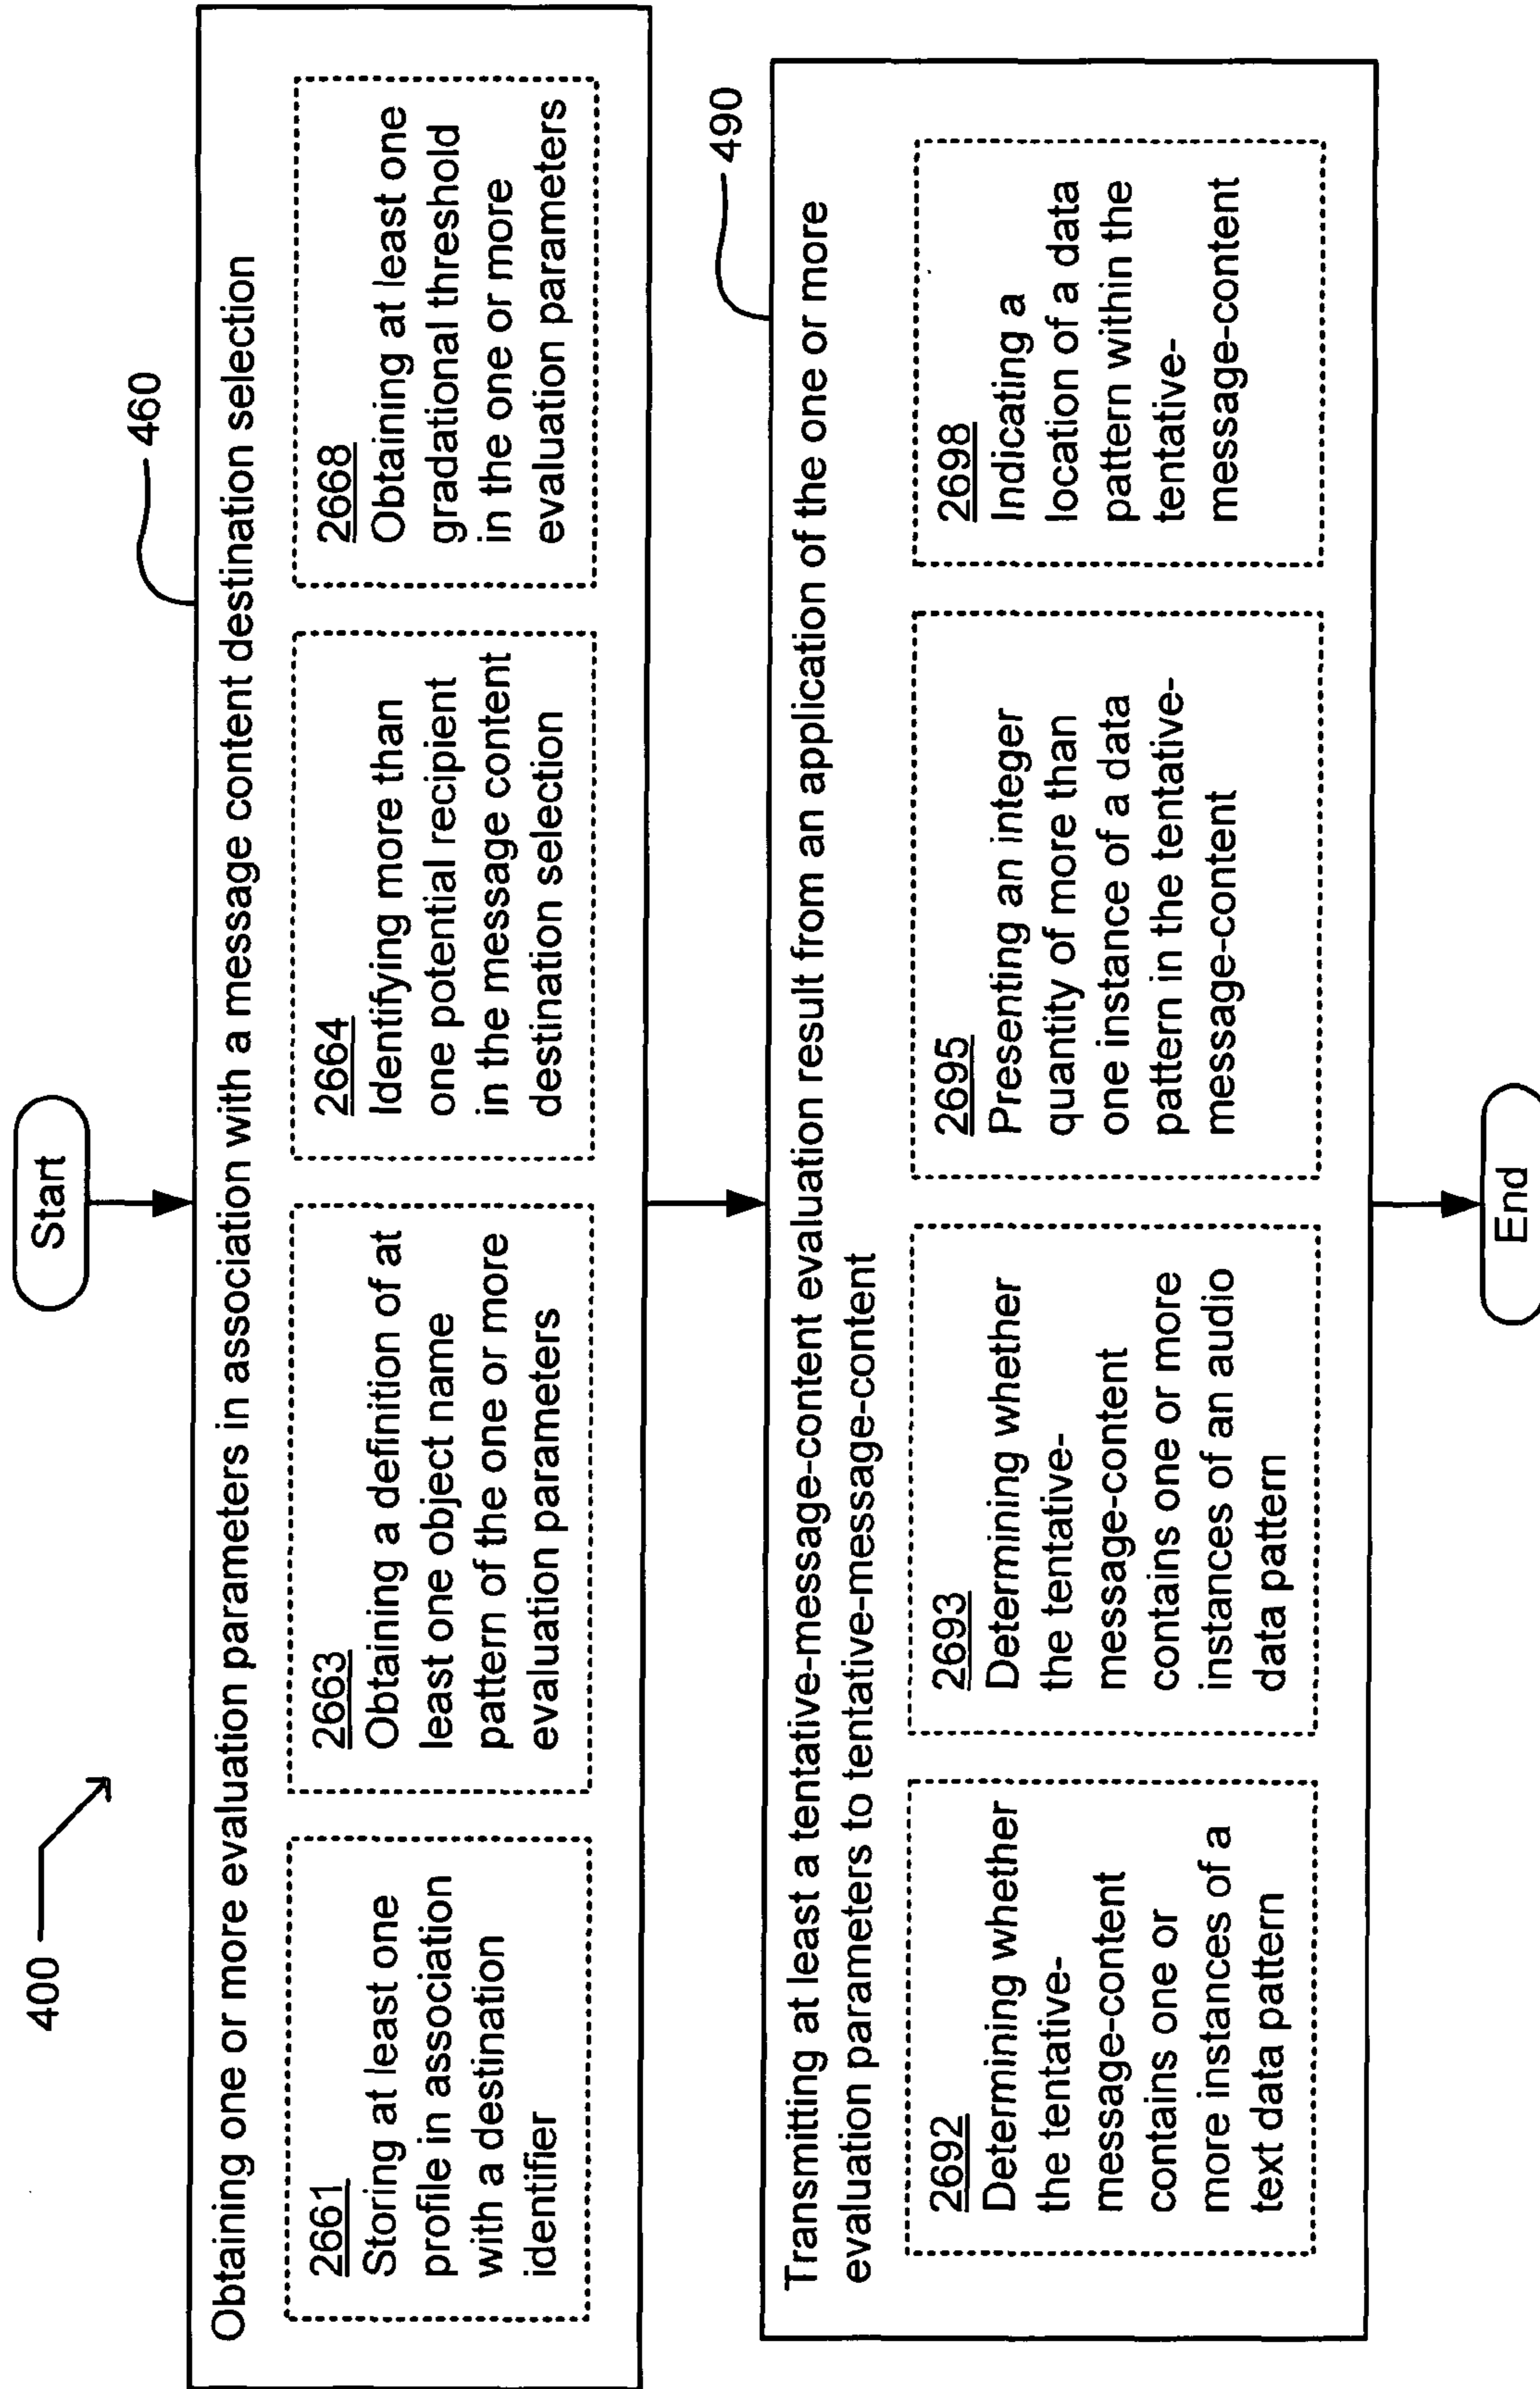 400
Start
460
Obtaining one or more evaluation parameters in association with a message content destination selection
2661
Storing at least one
profile in association
with a destination
identifier
2663
Obtaining a definition of at
least one object name
pattern of the one or more
evaluation parameters
2664
Identifying more than
one potential recipient
in the message content
destination selection
2668
Obtaining at least one
gradational threshold
in the one or more
evaluation parameters
490
Transmitting at least a tentative-message-content evaluation result from an application of the one or more
evaluation parameters to tentative-message-content
2692
Determining whether
the tentative-
message-content
contains one or
more instances of a
text data pattern
2693
Determining whether
the tentative-
message-content
contains one or more
instances of an audio
data pattern
2695
Presenting an integer
quantity of more than
one instance of a data
pattern in the tentative-
message-content
2698
Indicating a
location of a data
pattern within the
tentative-
message-content
End